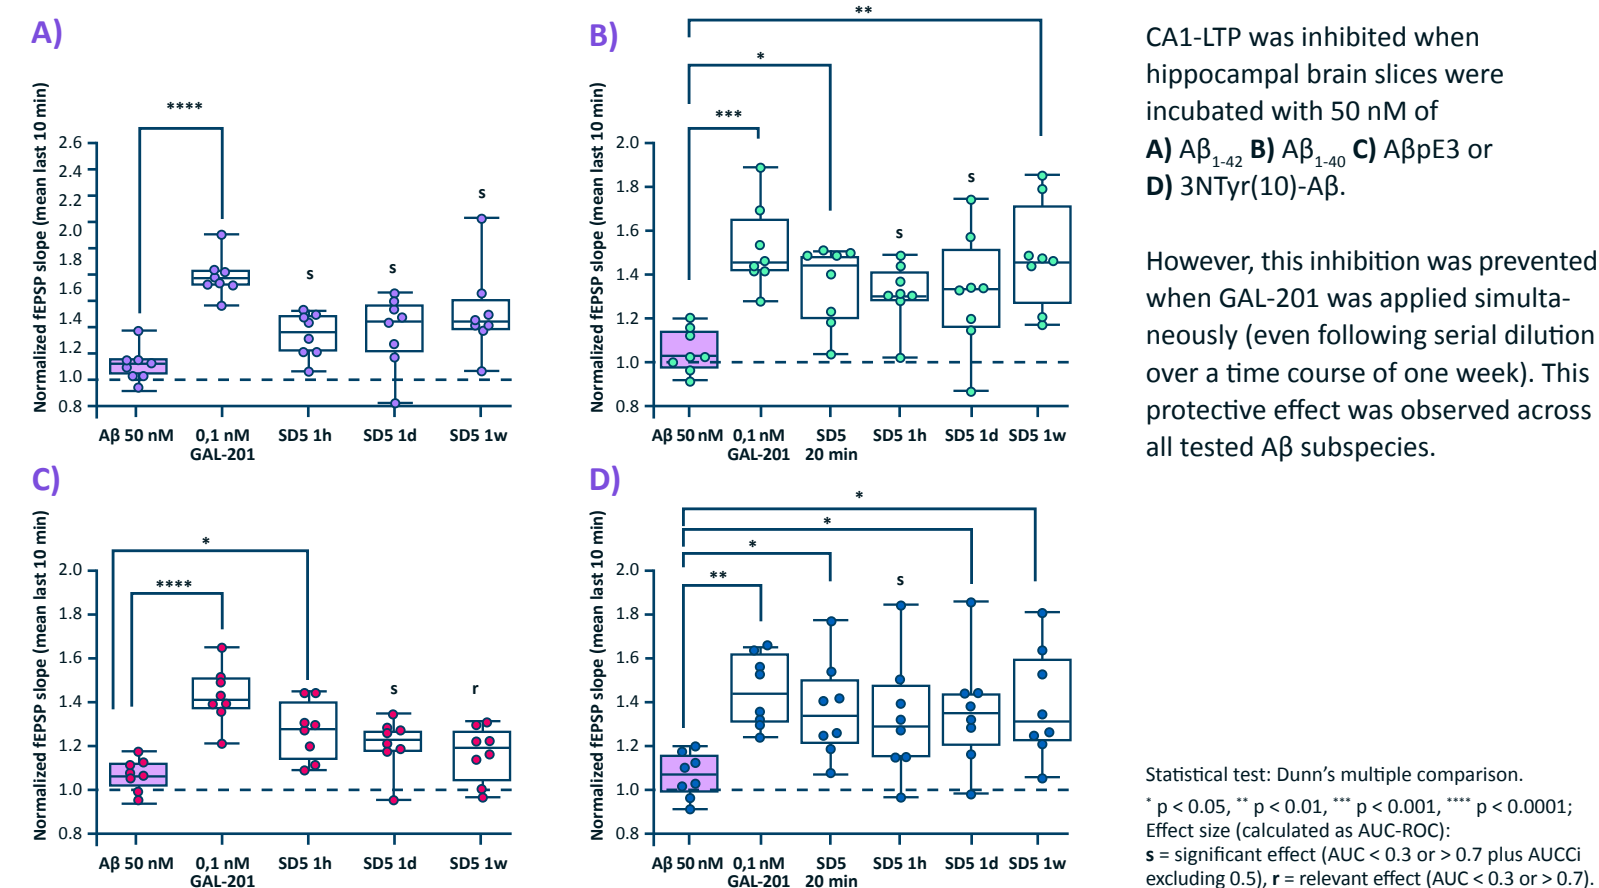 A)
****
Normalized fEPSP slope (mean last 10 min)
2.6
2.4
2.2
2.0
1.8
1.6
1.4
1.2
1.0
0.8
s
s
s
Aβ 50 nM
0,1 nM
GAL-201
SD5 1h
SD5 1d
SD5 1w
B)
**
*
***
Normalized fEPSP slope (mean last 10 min)
2.0
1.8
1.6
1.4
1.2
1.0
0.8
s
s
Aβ 50 nM
0,1 nM
GAL-201
SD5
20 min
SD5 1h
SD5 1d
SD5 1w
C)
*
****
Normalized fEPSP slope (mean last 10 min)
2.0
1.8
1.6
1.4
1.2
1.0
0.8
s
r
Aβ 50 nM
0,1 nM
GAL-201
SD5 1h
SD5 1d
SD5 1w
D)
*
*
*
**
Normalized fEPSP slope (mean last 10 min)
2.0
1.8
1.6
1.4
1.2
1.0
0.8
s
Aβ 50 nM
0,1 nM
GAL-201
SD5
20 min
SD5 1h
SD5 1d
SD5 1w
CA1-LTP was inhibited when
hippocampal brain slices were
incubated with 50 nM of
A) Aβ1-42 B) Aβ1-40 C) AβpE3 or
D) 3NTyr(10)-Aβ.
However, this inhibition was prevented
when GAL-201 was applied simulta-
neously (even following serial dilution
over a time course of one week). This
protective effect was observed across
all tested Aβ subspecies.
Statistical test: Dunn’s multiple comparison.
* p < 0.05, ** p < 0.01, *** p < 0.001, **** p < 0.0001;
Effect size (calculated as AUC-ROC):
s = significant effect (AUC < 0.3 or > 0.7 plus AUCCi
excluding 0.5), r = relevant effect (AUC < 0.3 or > 0.7).